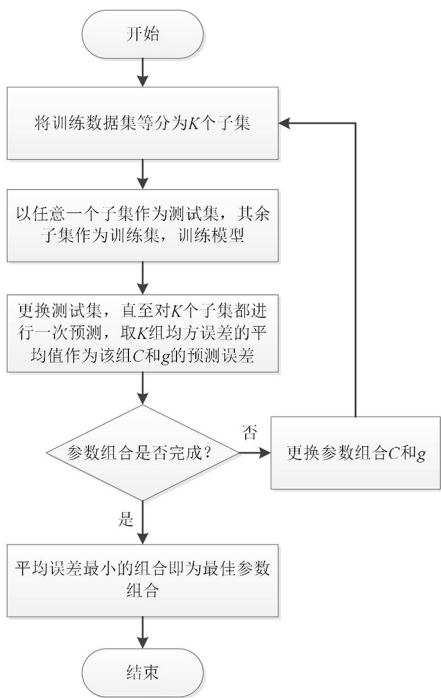 开始
将训练数据集等分为K个子集
以任意一个子集作为测试集，其余
子集作为训练集，训练模型
更换测试集，直至对K个子集都进
行一次预测，取K组均方误差的平
均值作为该组C和g的预测误差
参数组合是否完成？
否
更换参数组合C和g
是
平均误差最小的组合即为最佳参数
组合
结束